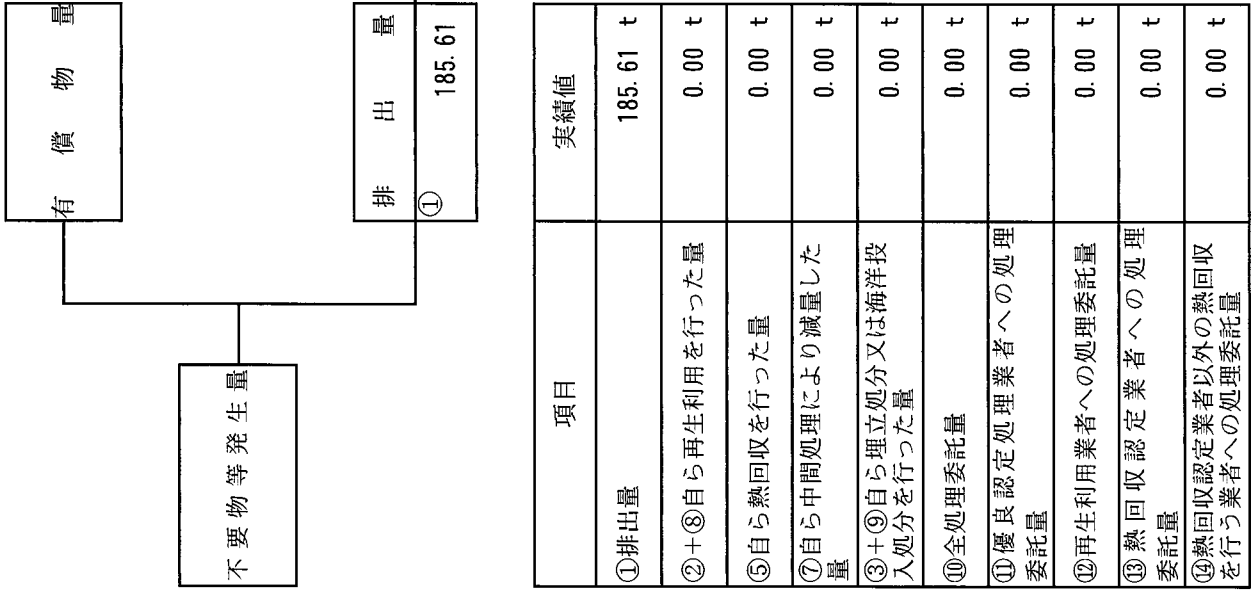 不要物等発生量
有償物量
排出量
① 185.61
項目 実績値
①排出量 185.61 t
②+⑧自ら再生利用を行った量 0.00 t
⑤自ら熱回収を行った量 0.00 t
⑦自ら中間処理により減量した
量 0.00 t
③+⑨自ら埋立処分又は海洋投
入処分を行った量 0.00 t
⑩全処理委託量 0.00 t
⑪優良認定処理業者への処理
委託量 0.00 t
⑫再生利用業者への処理委託量 0.00 t
⑬熱回収認定業者への処理
委託量 0.00 t
⑭熱回収認定業者以外の熱回収
を行う業者への処理委託量 0.00 t